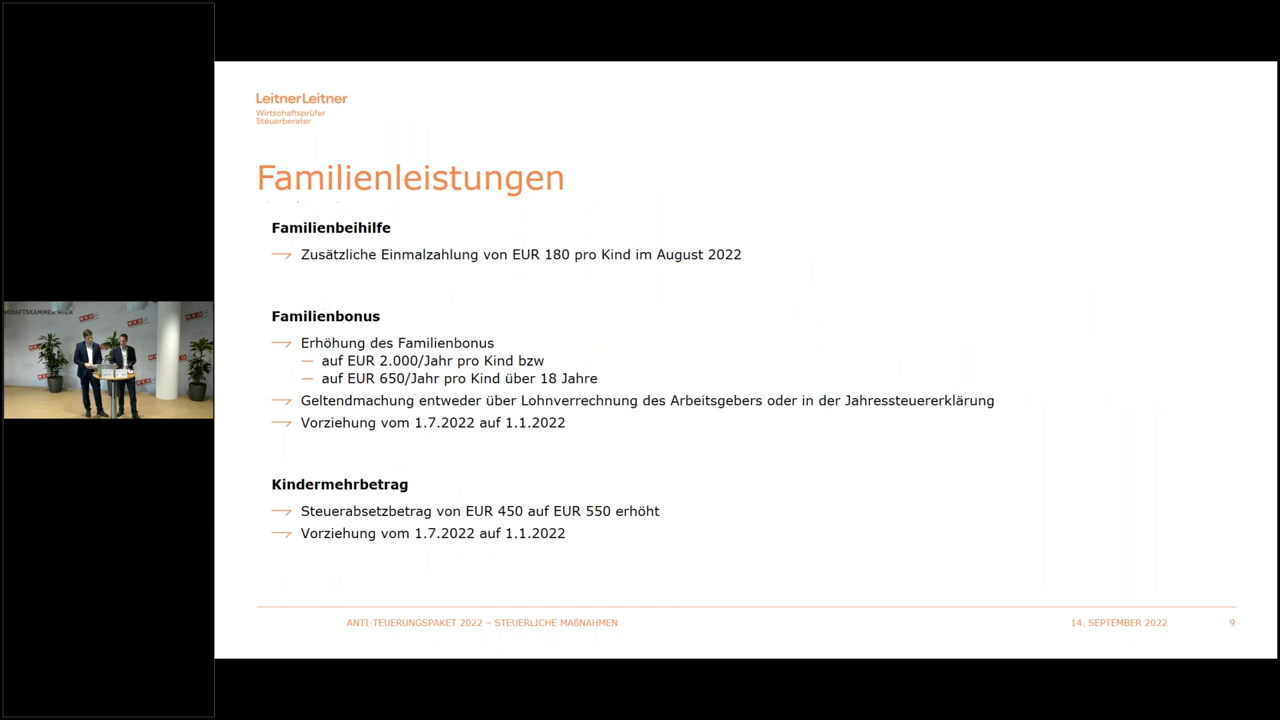 LeitnerLeitner
Wirtschaftsprüfer
Steuerberater
Familienleistungen
Familienbeihilfe
Zusätzliche Einmalzahlung von EUR 180 pro Kind im August 2022
Familienbonus
Erhöhung des Familienbonus
— auf EUR 2.000/Jahr pro Kind bzw
— auf EUR 650/Jahr pro Kind über 18 Jahre
Geltendmachung entweder über Lohnverrechnung des Arbeitsgebers oder in der Jahressteuererklärung
Vorziehung vom 1.7.2022 auf 1.1.2022
Kindermehrbetrag
Steuerabsetzbetrag von EUR 450 auf EUR 550 erhöht
Vorziehung vom 1.7.2022 auf 1.1.2022
ANTI-TEUERUNGSPAKET 2022 – STEUERLICHE MAßNAHMEN 14. SEPTEMBER 2022 9
CHAFTSKAMMER WIEN
WKO